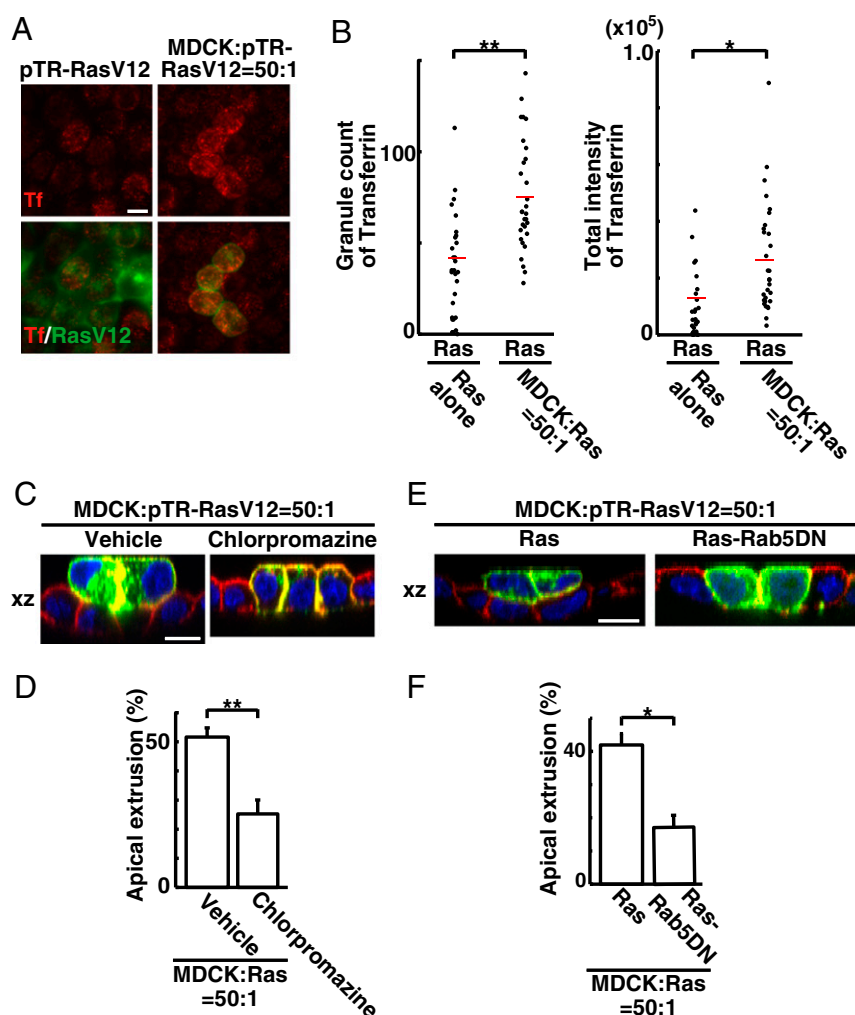 A
pTR-RasV12
MDCK:pTR-
RasV12=50:1
Tf
Tf/RasV12
B
Granule count
of Transferrin
100
0
**
Ras
Ras
Ras
alone
MDCK:Ras
=50:1
(x10⁵)
Total intensity
of Transferrin
1.0
0
*
Ras
Ras
Ras
alone
MDCK:Ras
=50:1
C
MDCK:pTR-RasV12=50:1
Vehicle
Chlorpromazine
xz
E
MDCK:pTR-RasV12=50:1
Ras
Ras-Rab5DN
xz
D
Apical extrusion (%)
50
0
**
Vehicle
Chlorpromazine
MDCK:Ras
=50:1
F
Apical extrusion (%)
40
0
*
Ras
Ras-
Rab5DN
MDCK:Ras
=50:1